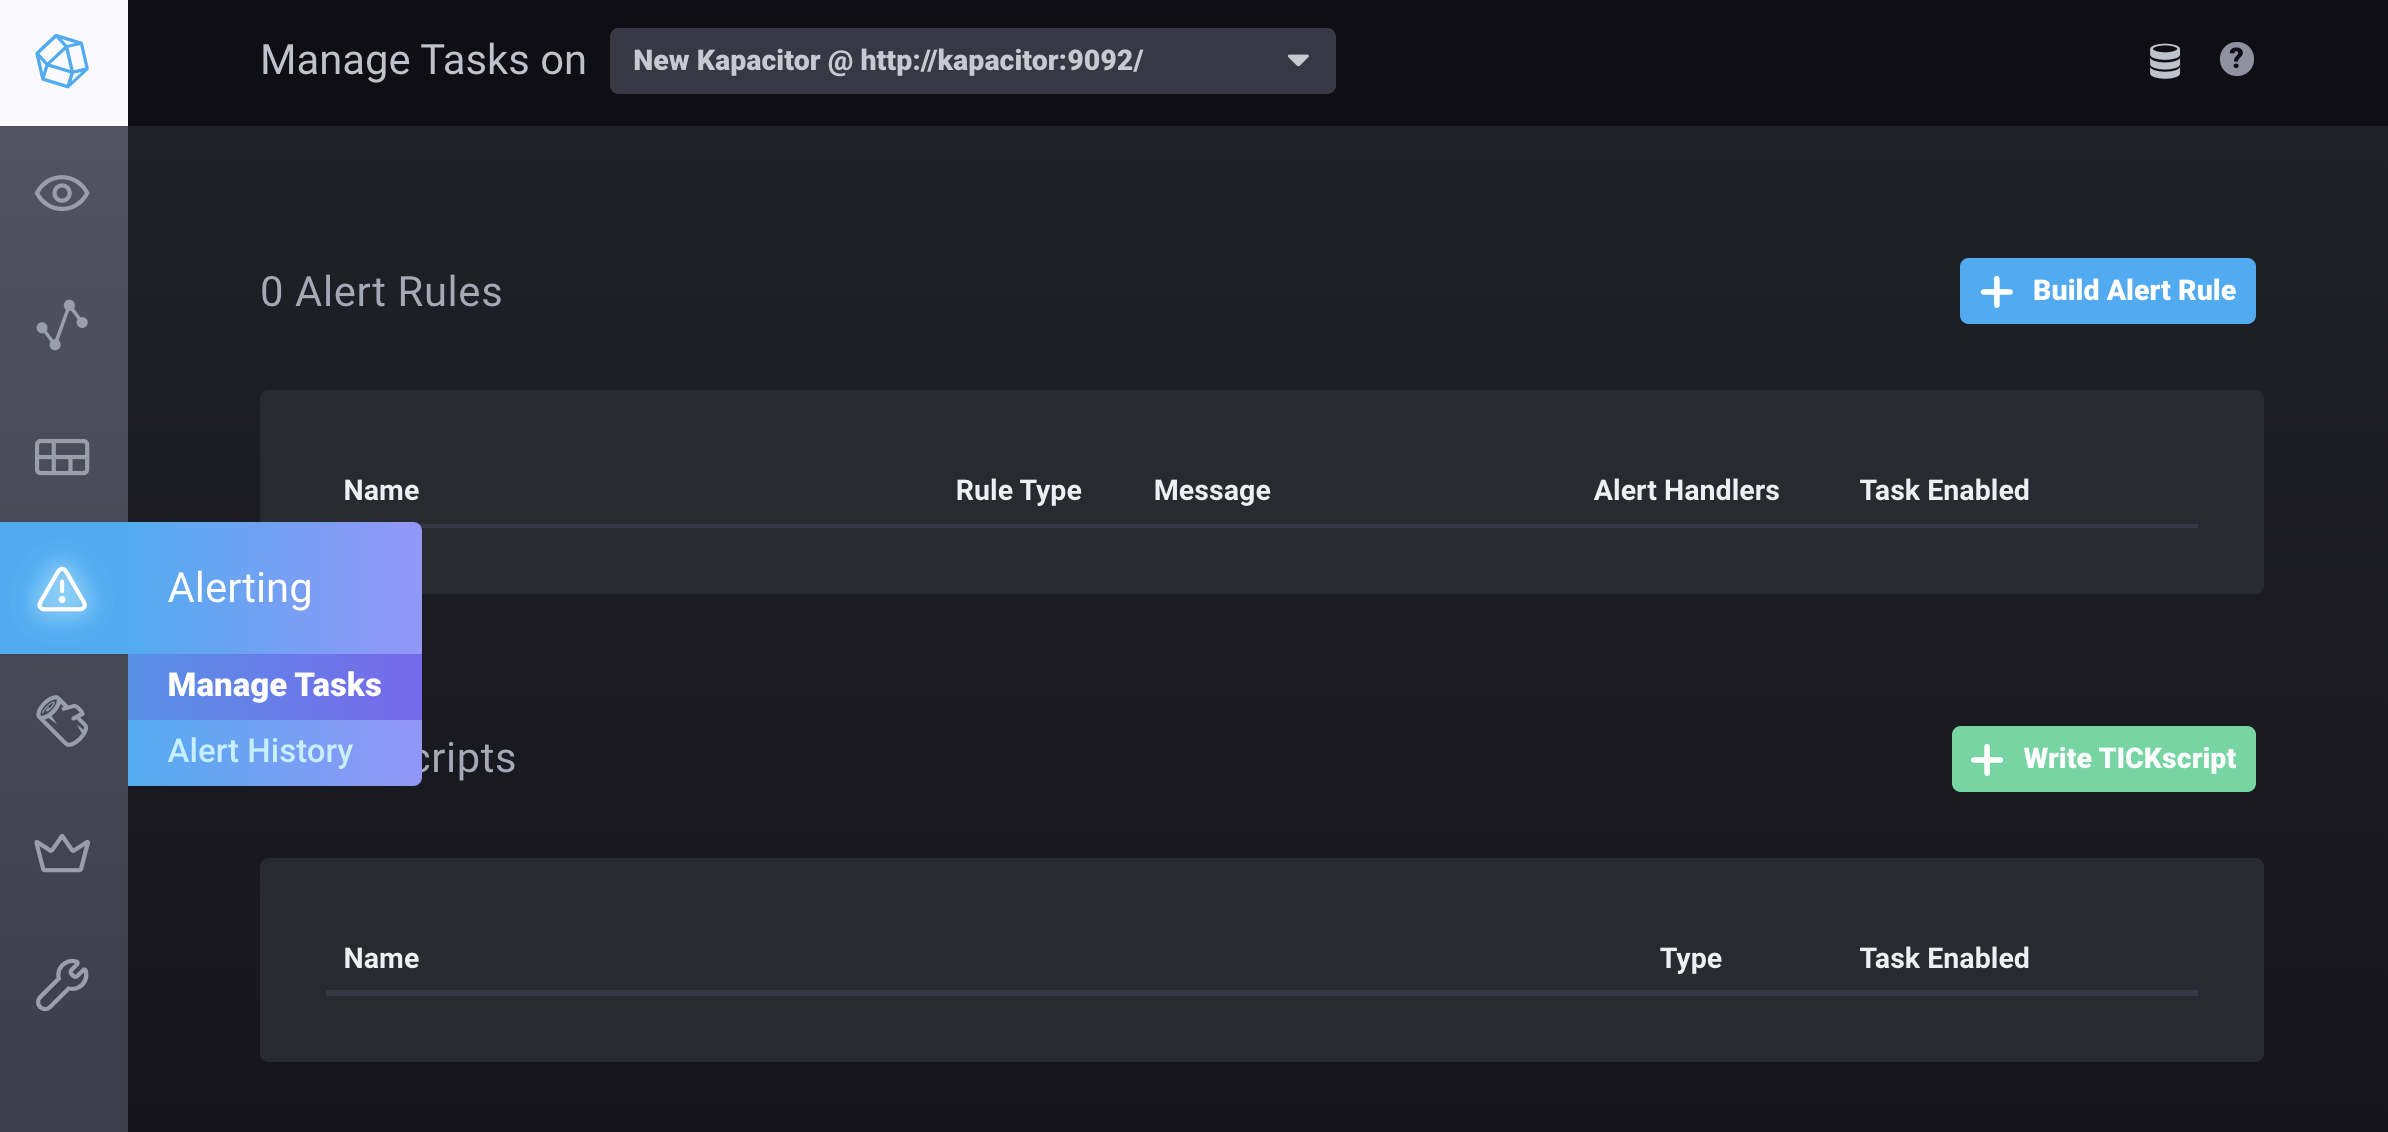 Manage Tasks on
New Kapacitor @ http://kapacitor:9092/
?
0 Alert Rules
Build Alert Rule
Name Rule Type Message Alert Handlers Task Enabled
Alerting
Manage Tasks
Alert History
cripts
Write TICKscript
Name Type Task Enabled